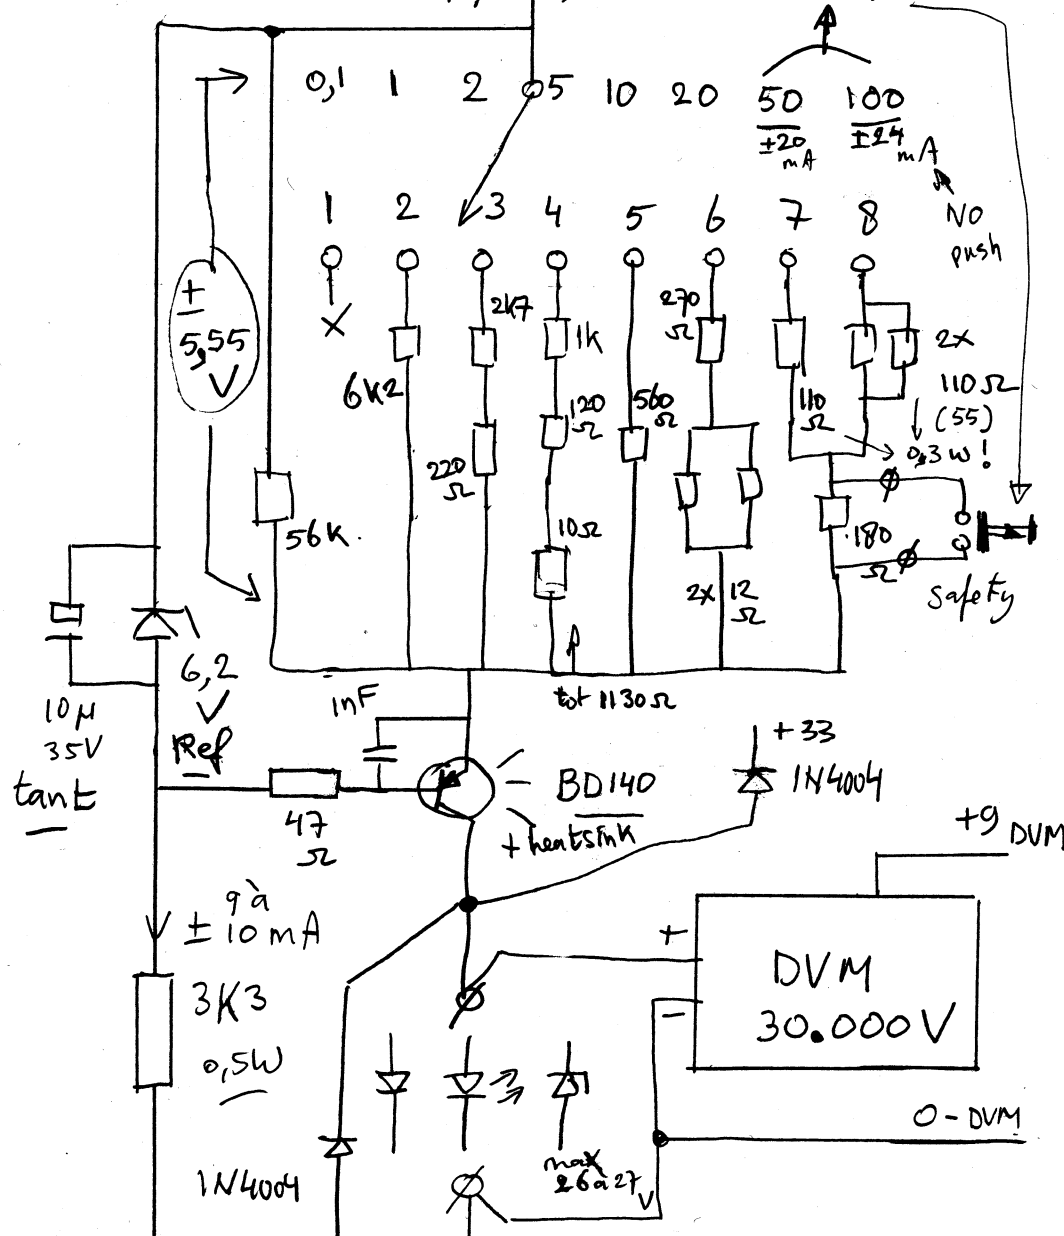 0,1 1 2 5 10 20 50 100
±20 mA
±24 mA
NO
push
1 2 3 4 5 6 7 8
±
5,55
V
2K7
270
Ω
1K
2x
6K2
110Ω
(55)
0,3W!
120
Ω
560
Ω
110
Ω
220
Ω
56K
10Ω
180
Ω
safety
2x 12
Ω
6,2
V
10µ
35V
tant
Ref
1nF
tot 1130Ω
+33
1N4004
BD140
+ heatsink
47
Ω
+9 DVM
9 à
± 10mA
+
DVM
30.000V
-
3K3
0,5W
0-DVM
1N4004
max
26 à 27
V